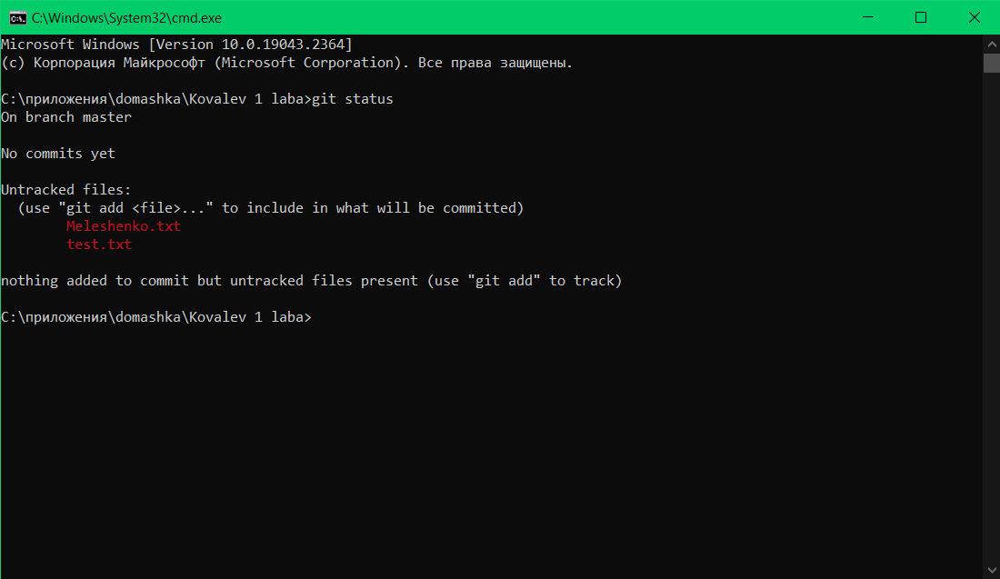 C:\Windows\System32\cmd.exe
Microsoft Windows [Version 10.0.19043.2364]
(c) Корпорация Майкрософт (Microsoft Corporation). Все права защищены.
C:\приложения\domashka\Kovalev 1 laba>git status
On branch master
No commits yet
Untracked files:
  (use "git add <file>..." to include in what will be committed)
        Meleshenko.txt
        test.txt
nothing added to commit but untracked files present (use "git add" to track)
C:\приложения\domashka\Kovalev 1 laba>